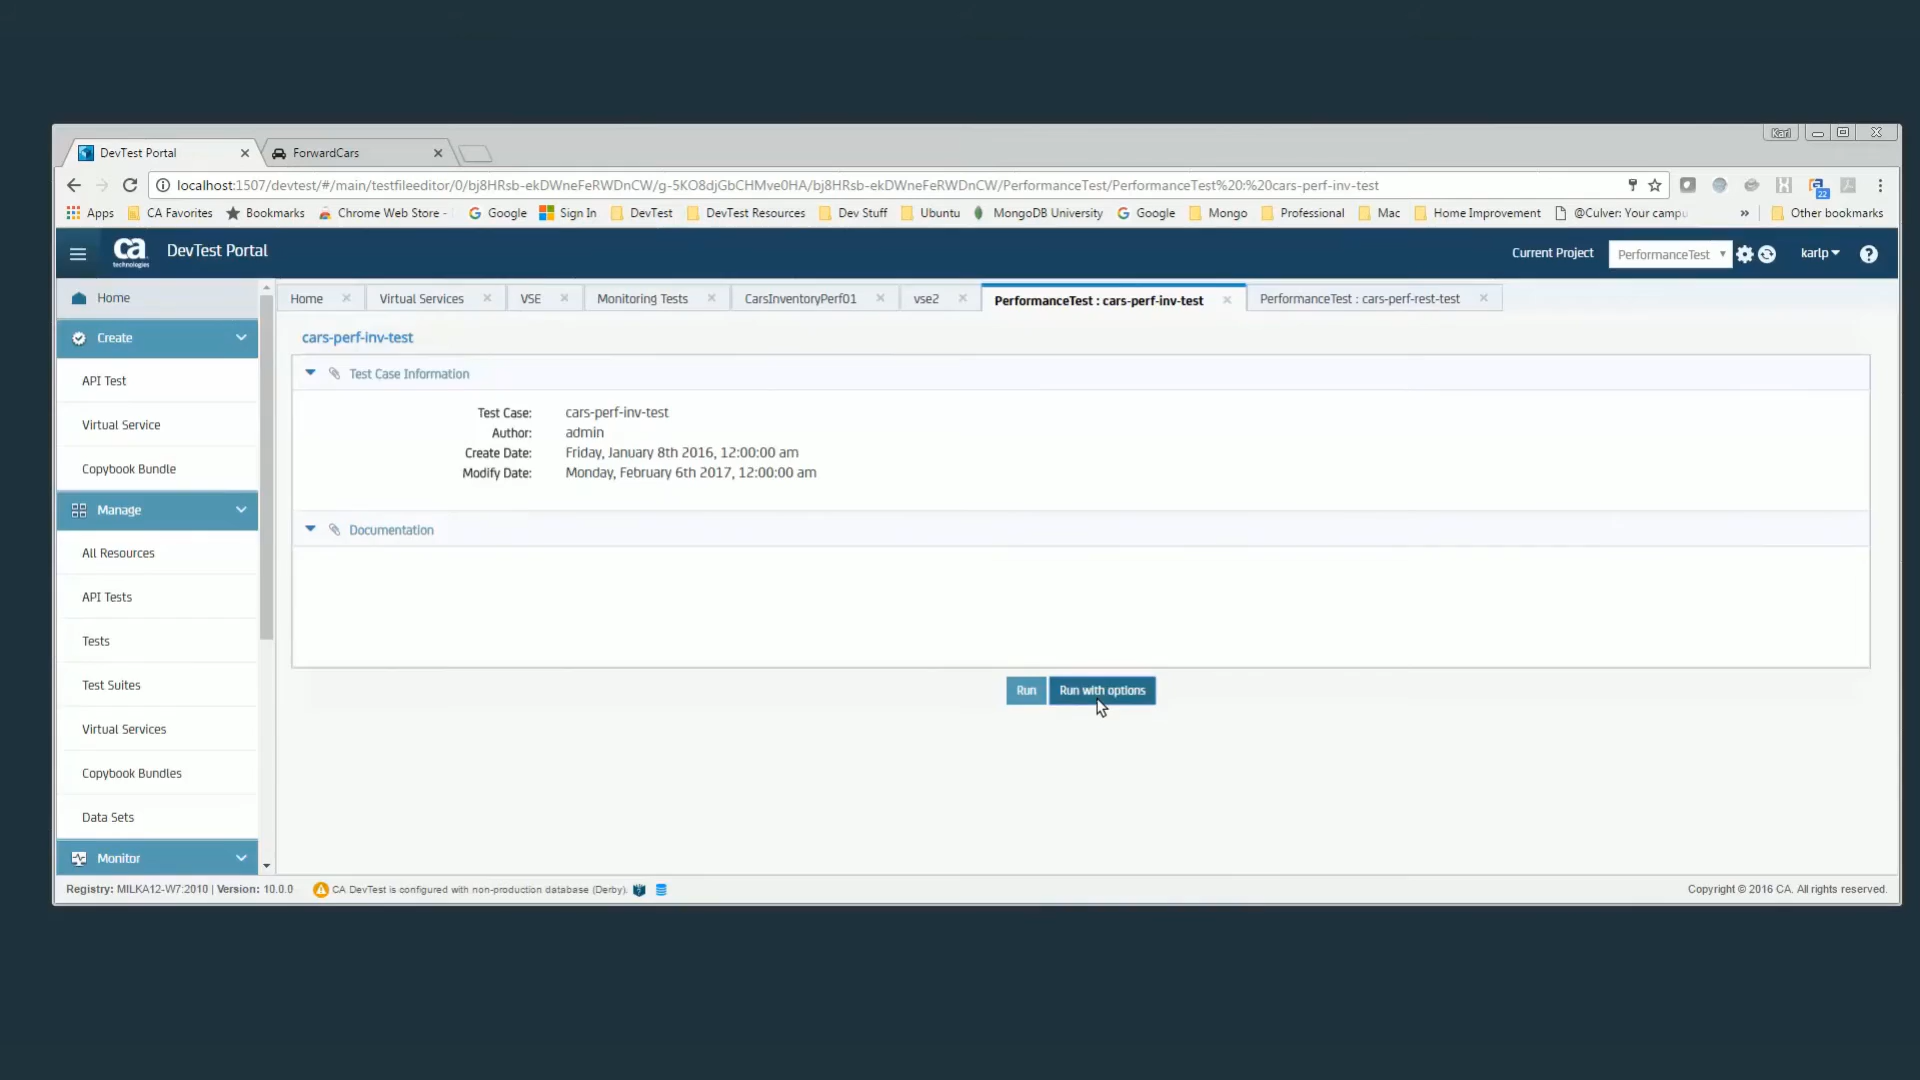 Karl
DevTest Portal
ForwardCars
localhost:1507/devtest/#/main/testfileeditor/0/bj8HRsb-ekDWneFeRWDnCW/g-5KO8djGbCHMve0HA/bj8HRsb-ekDWneFeRWDnCW/PerformanceTest/PerformanceTest%20:%20cars-perf-inv-test
22
Apps CA Favorites Bookmarks Chrome Web Store - Google Sign In DevTest DevTest Resources Dev Stuff Ubuntu MongoDB University Google Mongo Professional Mac Home Improvement @Culver: Your campu » Other bookmarks
ca technologies DevTest Portal Current Project PerformanceTest karlp ?
Home
Create
API Test
Virtual Service
Copybook Bundle
Manage
All Resources
API Tests
Tests
Test Suites
Virtual Services
Copybook Bundles
Data Sets
Monitor
Home Virtual Services VSE Monitoring Tests CarsInventoryPerf01 vse2 PerformanceTest : cars-perf-inv-test PerformanceTest : cars-perf-rest-test
cars-perf-inv-test
Test Case Information
Test Case: cars-perf-inv-test
Author: admin
Create Date: Friday, January 8th 2016, 12:00:00 am
Modify Date: Monday, February 6th 2017, 12:00:00 am
Documentation
Run Run with options
Registry: MILKA12-W7:2010 | Version: 10.0.0 CA DevTest is configured with non-production database (Derby). Copyright © 2016 CA. All rights reserved.